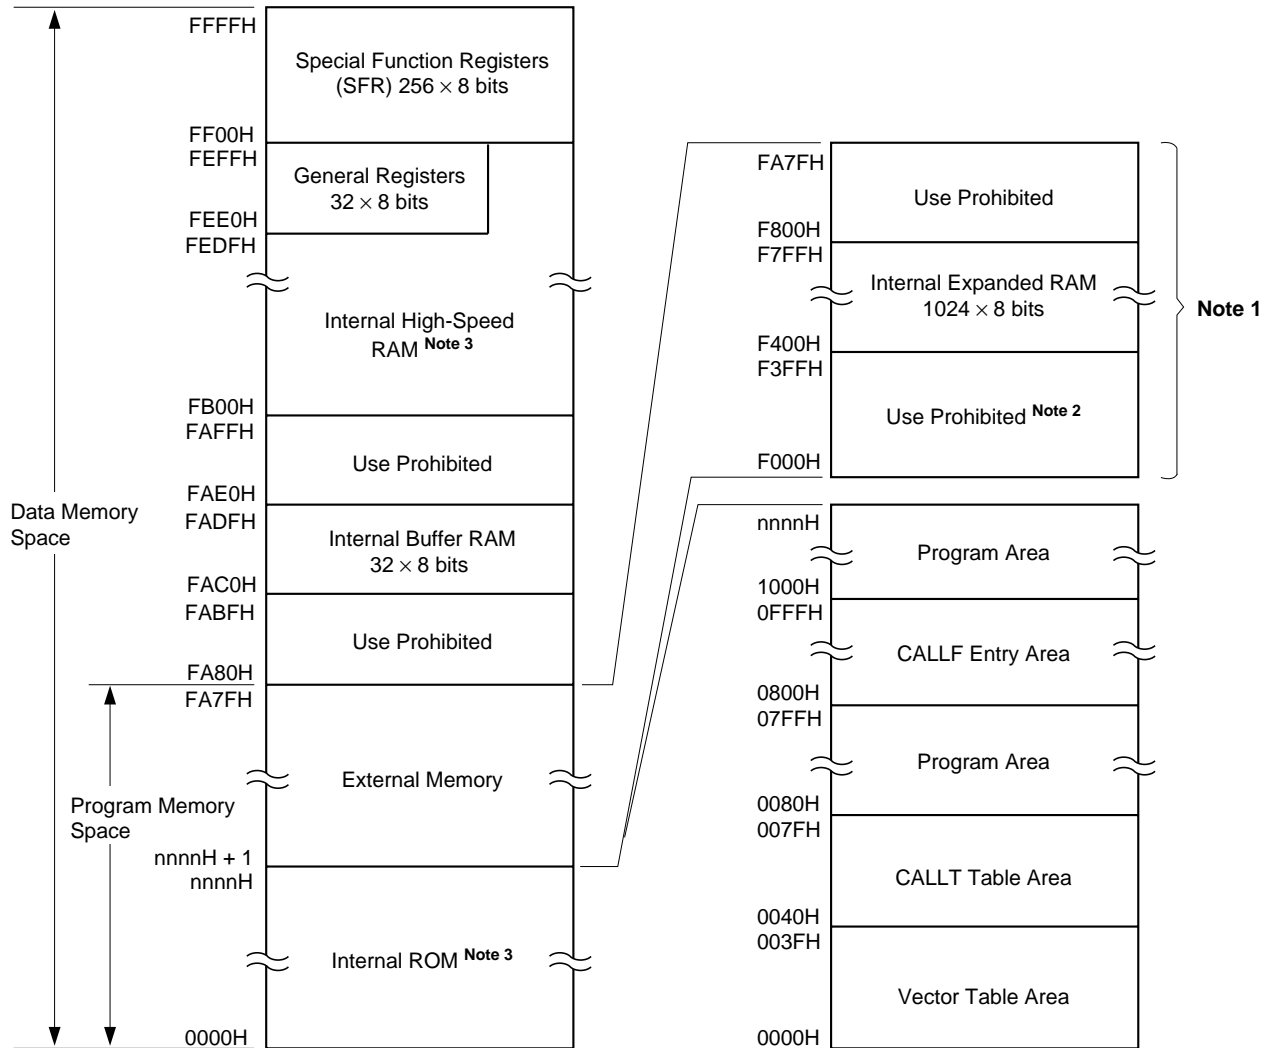 FFFFH
Special Function Registers
(SFR) 256 × 8 bits
FF00H
FEFFH
General Registers
32 × 8 bits
FEE0H
FEDFH
Internal High-Speed
RAM Note 3
FB00H
FAFFH
Use Prohibited
FAE0H
FADFH
Internal Buffer RAM
32 × 8 bits
FAC0H
FABFH
Use Prohibited
FA80H
FA7FH
External Memory
nnnnH + 1
nnnnH
Internal ROM Note 3
0000H
Data Memory
Space
Program Memory
Space
FA7FH
Use Prohibited
F800H
F7FFH
Internal Expanded RAM
1024 × 8 bits
F400H
F3FFH
Use Prohibited Note 2
F000H
Note 1
nnnnH
Program Area
1000H
0FFFH
CALLF Entry Area
0800H
07FFH
Program Area
0080H
007FH
CALLT Table Area
0040H
003FH
Vector Table Area
0000H